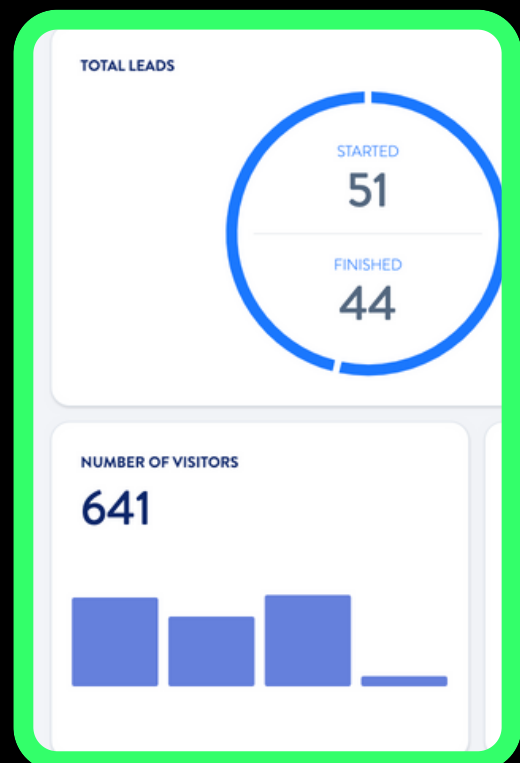 TOTAL LEADS
STARTED
51
FINISHED
44
NUMBER OF VISITORS
641